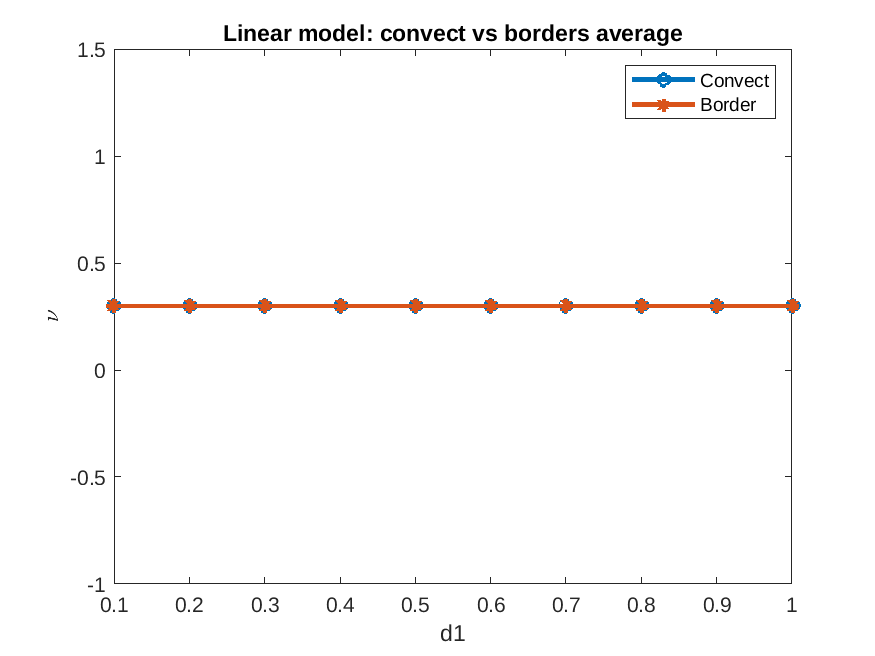 Linear model: convect vs borders average
Convect
Border
1.5
1
0.5
0
-0.5
-1
ν
0.1 0.2 0.3 0.4 0.5 0.6 0.7 0.8 0.9 1
d1